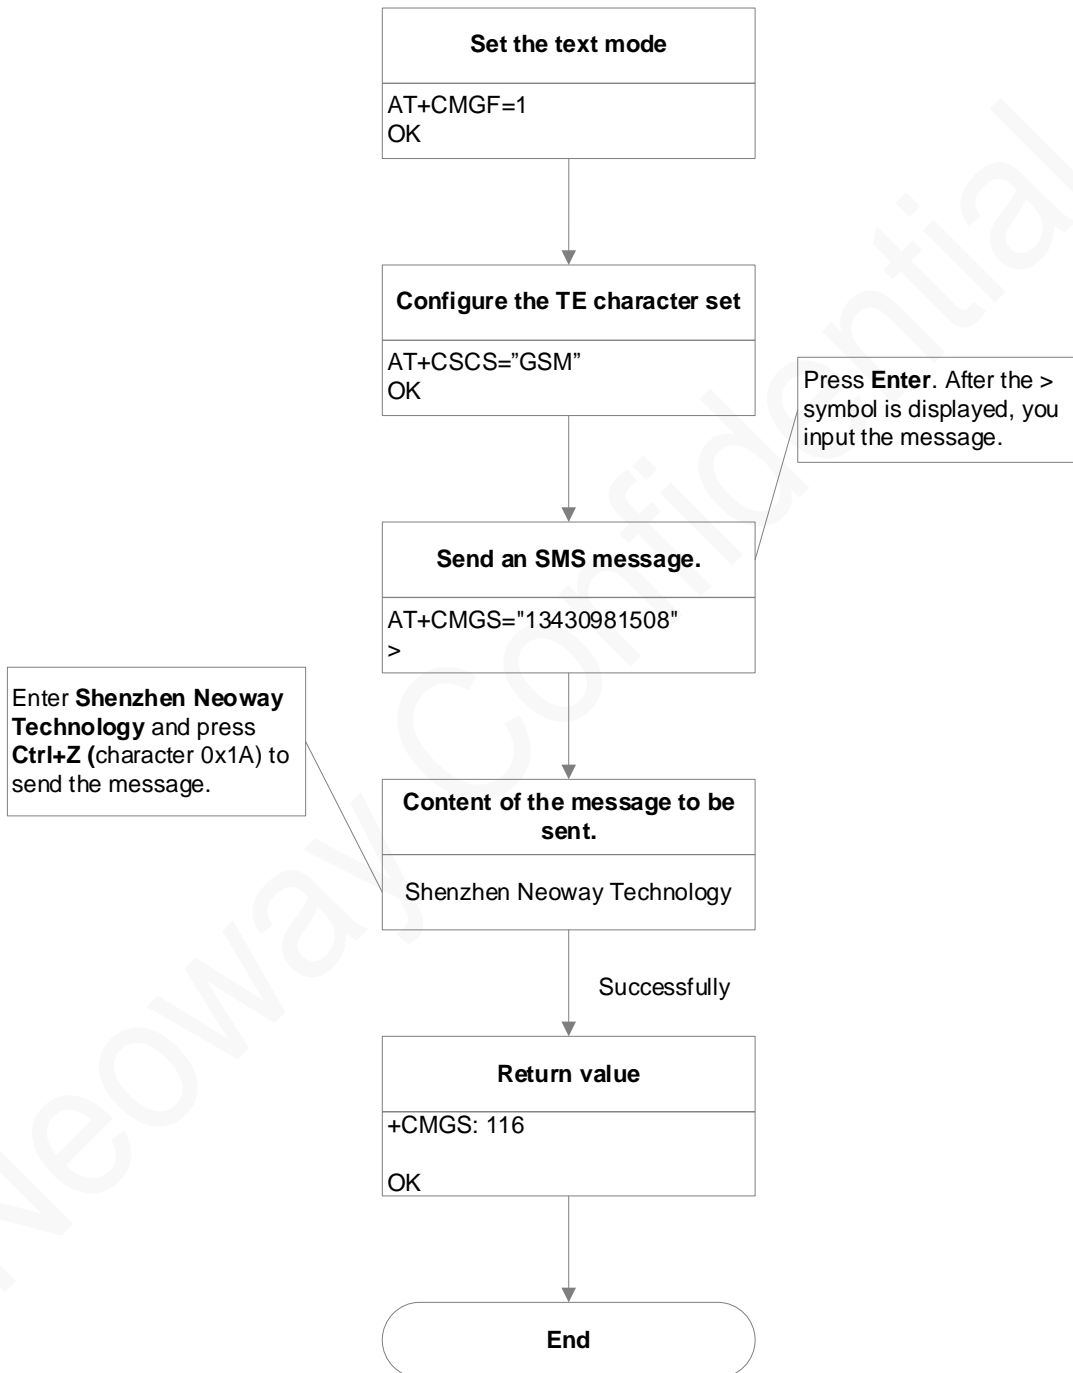 Set the text mode
AT+CMGF=1
OK
Configure the TE character set
AT+CSCS=”GSM”
OK
Press Enter. After the >
symbol is displayed, you
input the message.
Send an SMS message.
AT+CMGS="13430981508"
>
Enter Shenzhen Neoway
Technology and press
Ctrl+Z (character 0x1A) to
send the message.
Content of the message to be
sent.
Shenzhen Neoway Technology
Successfully
Return value
+CMGS: 116
OK
End
Neoway Confidential